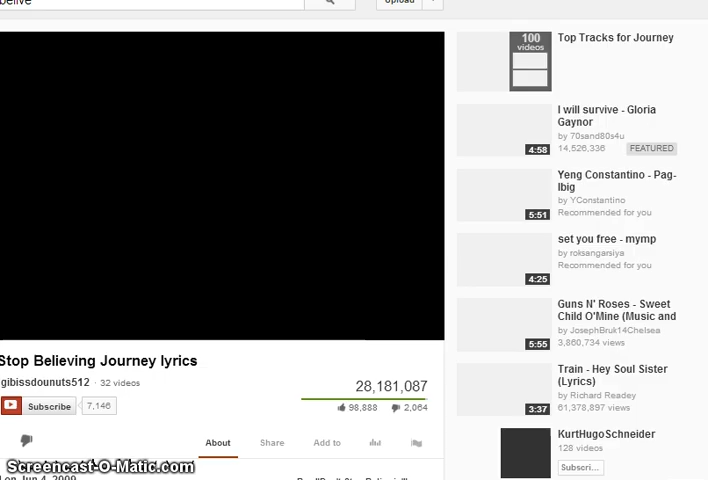 belive
Upload
100
videos
Top Tracks for Journey
I will survive - Gloria
Gaynor
by 70sand80s4u
14,526,336
FEATURED
4:58
Yeng Constantino - Pag-
Ibig
by YConstantino
Recommended for you
5:51
set you free - mymp
by roksangarsiya
Recommended for you
4:25
Guns N' Roses - Sweet
Child O'Mine (Music and
by JosephBruk14Chelsea
3,860,734 views
5:55
Train - Hey Soul Sister
(Lyrics)
by Richard Readey
61,378,897 views
3:37
KurtHugoSchneider
128 videos
Subscri...
Stop Believing Journey lyrics
gibissdounuts512 · 32 videos
Subscribe 7,146
28,181,087
98,888 2,064
About Share Add to
Screencast-O-Matic.com
on Jun 4, 2009